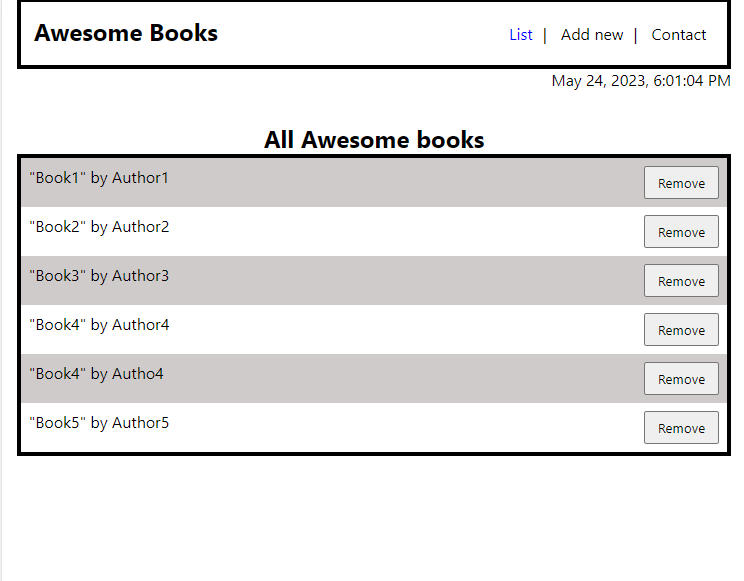 Awesome Books
List | Add new | Contact
May 24, 2023, 6:01:04 PM
All Awesome books
"Book1" by Author1 Remove
"Book2" by Author2 Remove
"Book3" by Author3 Remove
"Book4" by Author4 Remove
"Book4" by Autho4 Remove
"Book5" by Author5 Remove